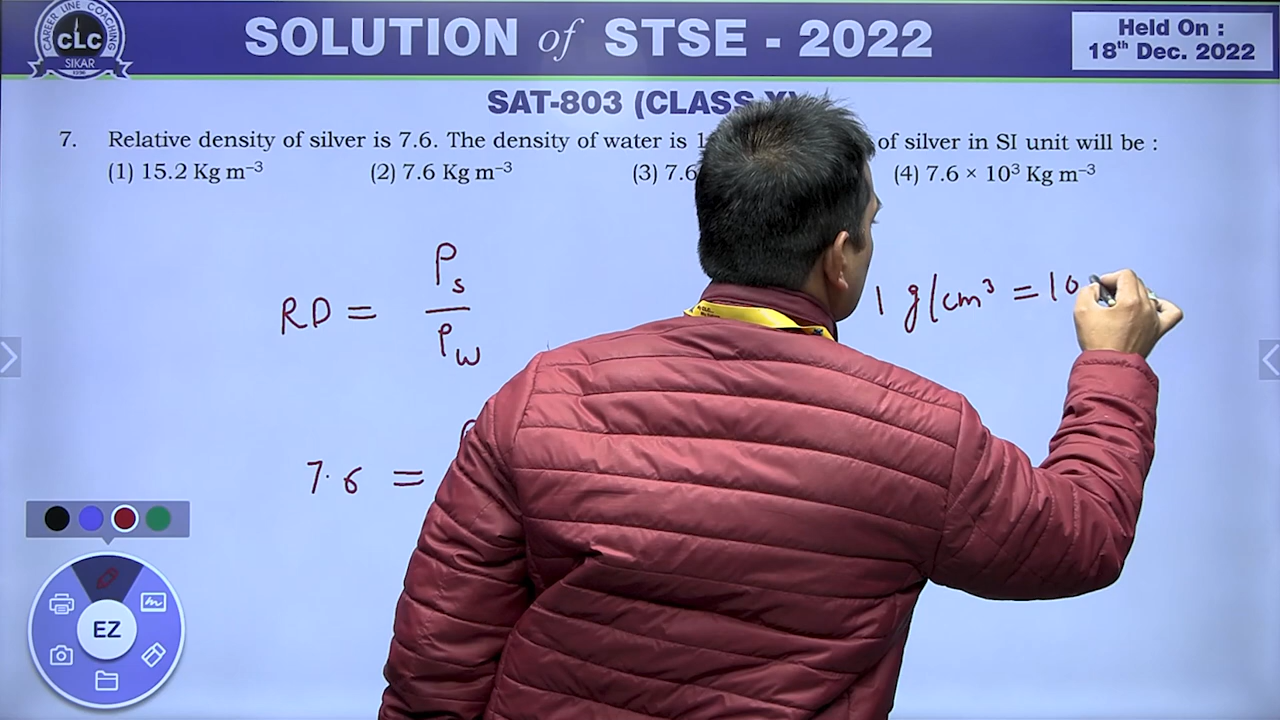 CAREER LINE COACHING
CLC
SIKAR
SOLUTION of STSE - 2022
Held On :
18th Dec. 2022
SAT-803 (CLASS X)
7. Relative density of silver is 7.6. The density of water is 1 of silver in SI unit will be :
(1) 15.2 Kg m⁻³ (2) 7.6 Kg m⁻³ (3) 7.6 (4) 7.6 × 10³ Kg m⁻³
RD = ρs / ρw
1 g/cm³ = 10
7.6 =
EZ